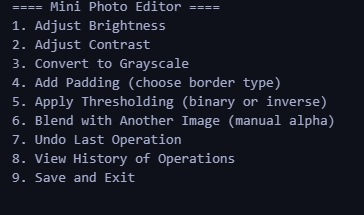 ==== Mini Photo Editor ====
1. Adjust Brightness
2. Adjust Contrast
3. Convert to Grayscale
4. Add Padding (choose border type)
5. Apply Thresholding (binary or inverse)
6. Blend with Another Image (manual alpha)
7. Undo Last Operation
8. View History of Operations
9. Save and Exit